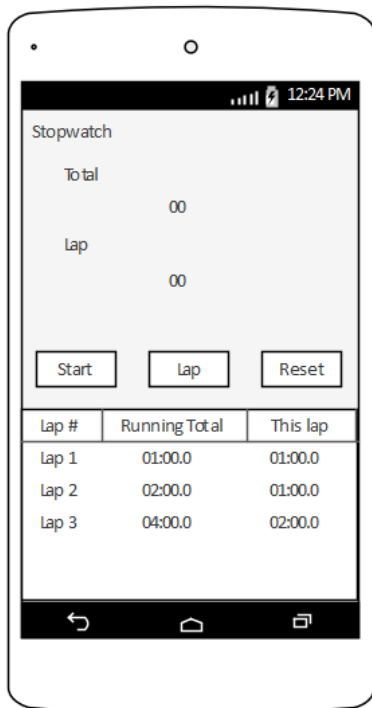 12:24 PM
Stopwatch
Total
00
Lap
00
Start Lap Reset
Lap # Running Total This lap
Lap 1 01:00.0 01:00.0
Lap 2 02:00.0 01:00.0
Lap 3 04:00.0 02:00.0